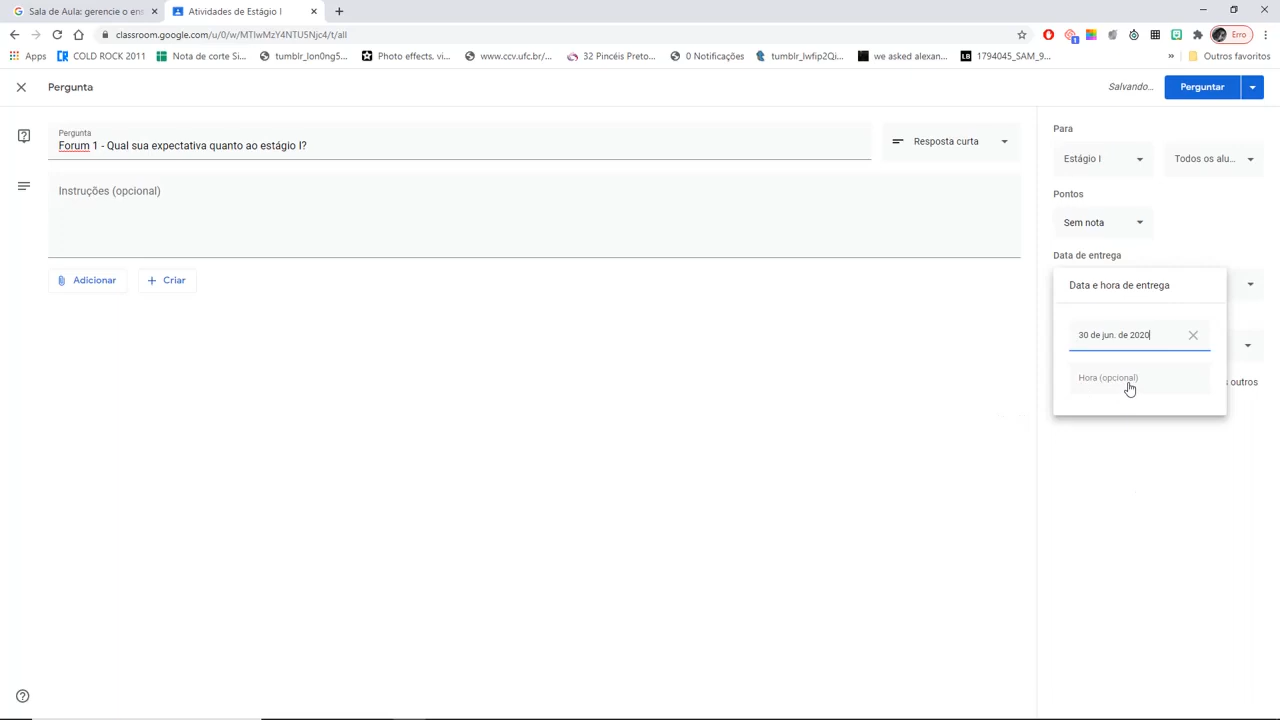 Sala de Aula: gerencie o ens
Atividades de Estágio I
classroom.google.com/u/0/w/MTIwMzY4NTU5Njc4/t/all
Erro
Apps
COLD ROCK 2011
Nota de corte Si...
tumblr_lon0ng5...
Photo effects, vi...
www.ccv.ufc.br/...
32 Pincéis Preto...
0 Notificações
tumblr_lwfip2Qi...
we asked alexan...
LB
1794045_SAM_9...
»
Outros favoritos
Pergunta
Salvando...
Perguntar
Pergunta
Forum 1 - Qual sua expectativa quanto ao estágio I?
Resposta curta
Instruções (opcional)
Adicionar
Criar
Para
Estágio I
Todos os alu...
Pontos
Sem nota
Data de entrega
Data e hora de entrega
30 de jun. de 2020
Hora (opcional)
s outros